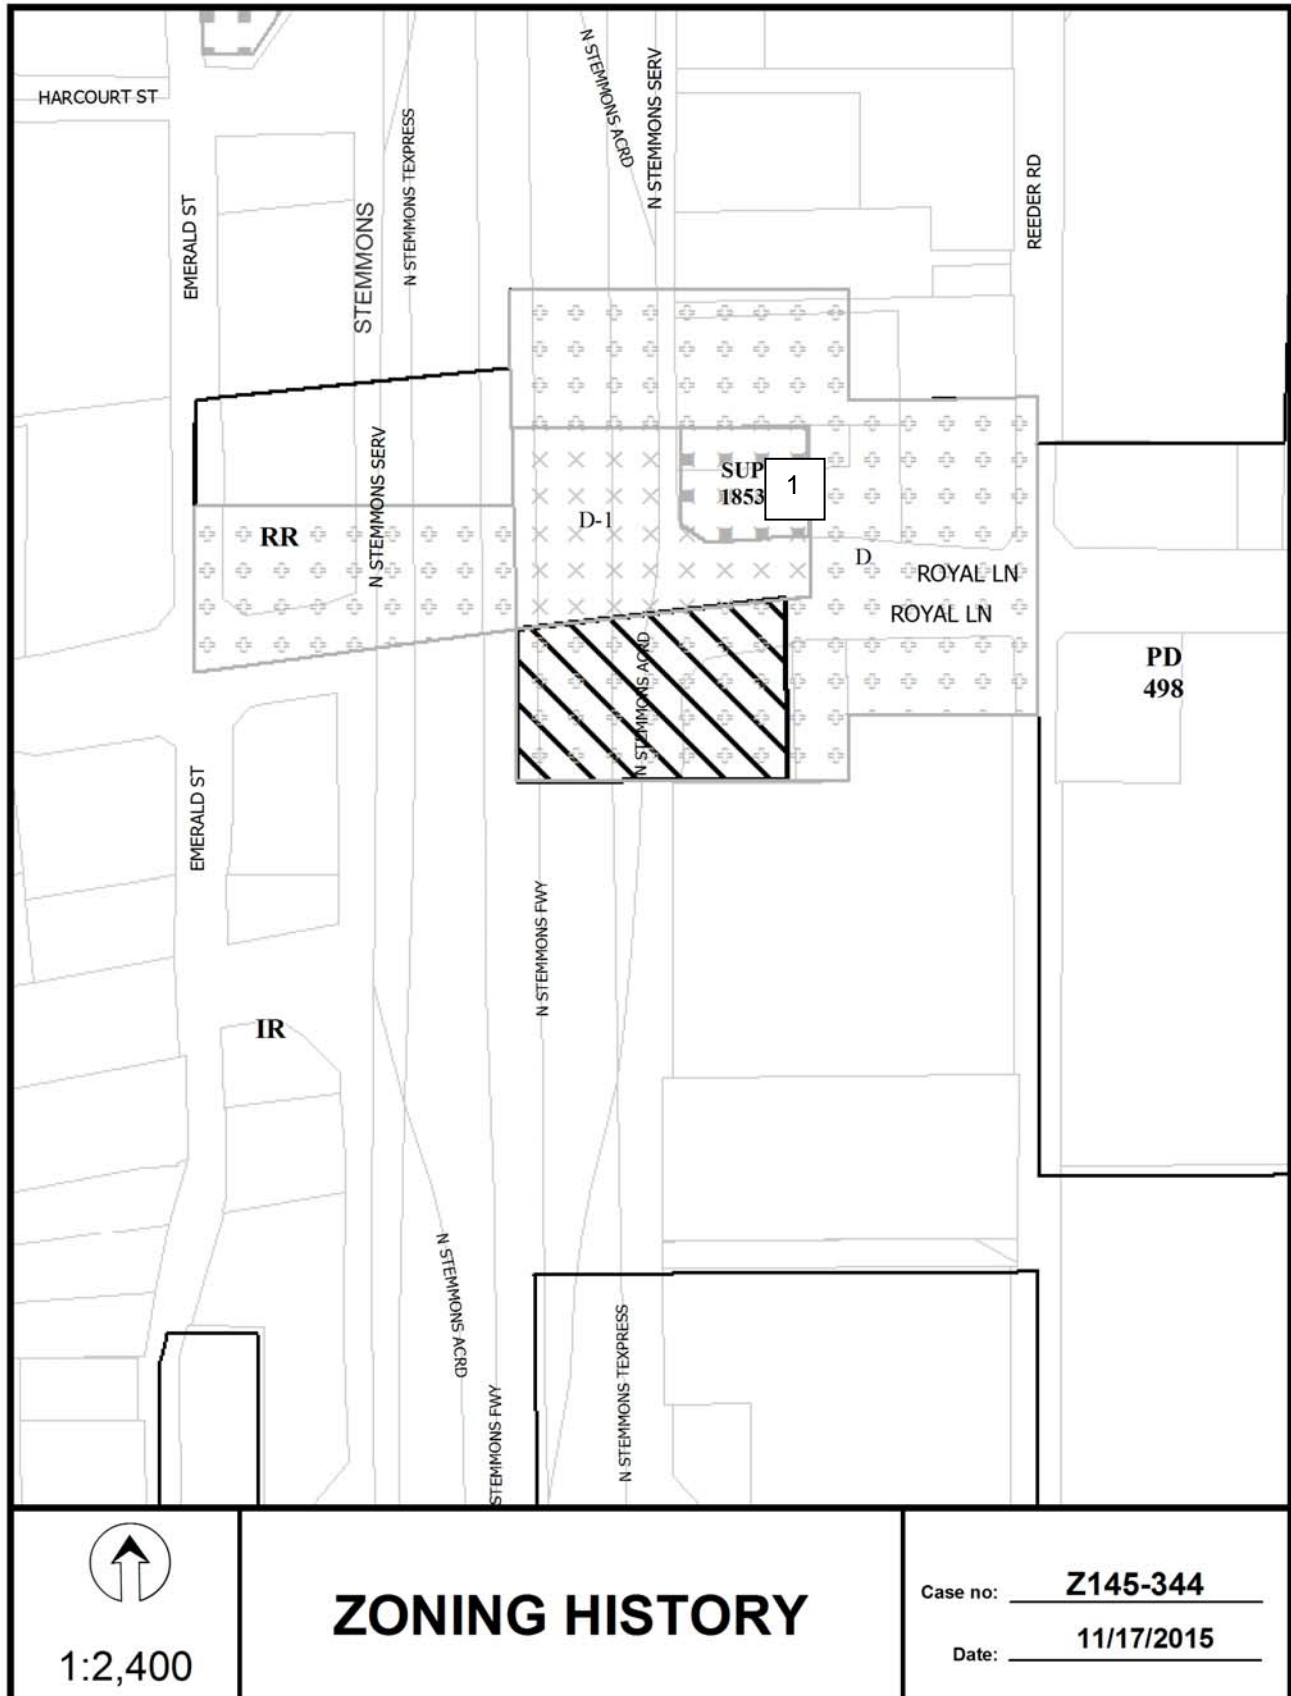 HARCOURT ST
N STEMMONS ACRD
N STEMMONS SERV
N STEMMONS TEXPRESS
EMERALD ST
STEMMONS
REEDER RD
N STEMMONS SERV
SUP
1853
1
D-1
RR
D
ROYAL LN
ROYAL LN
N STEMMONS ACRD
PD
498
EMERALD ST
N STEMMONS FWY
IR
N STEMMONS ACRD
N STEMMONS TEXPRESS
STEMMONS FWY
1:2,400
ZONING HISTORY
Case no: Z145-344
Date: 11/17/2015